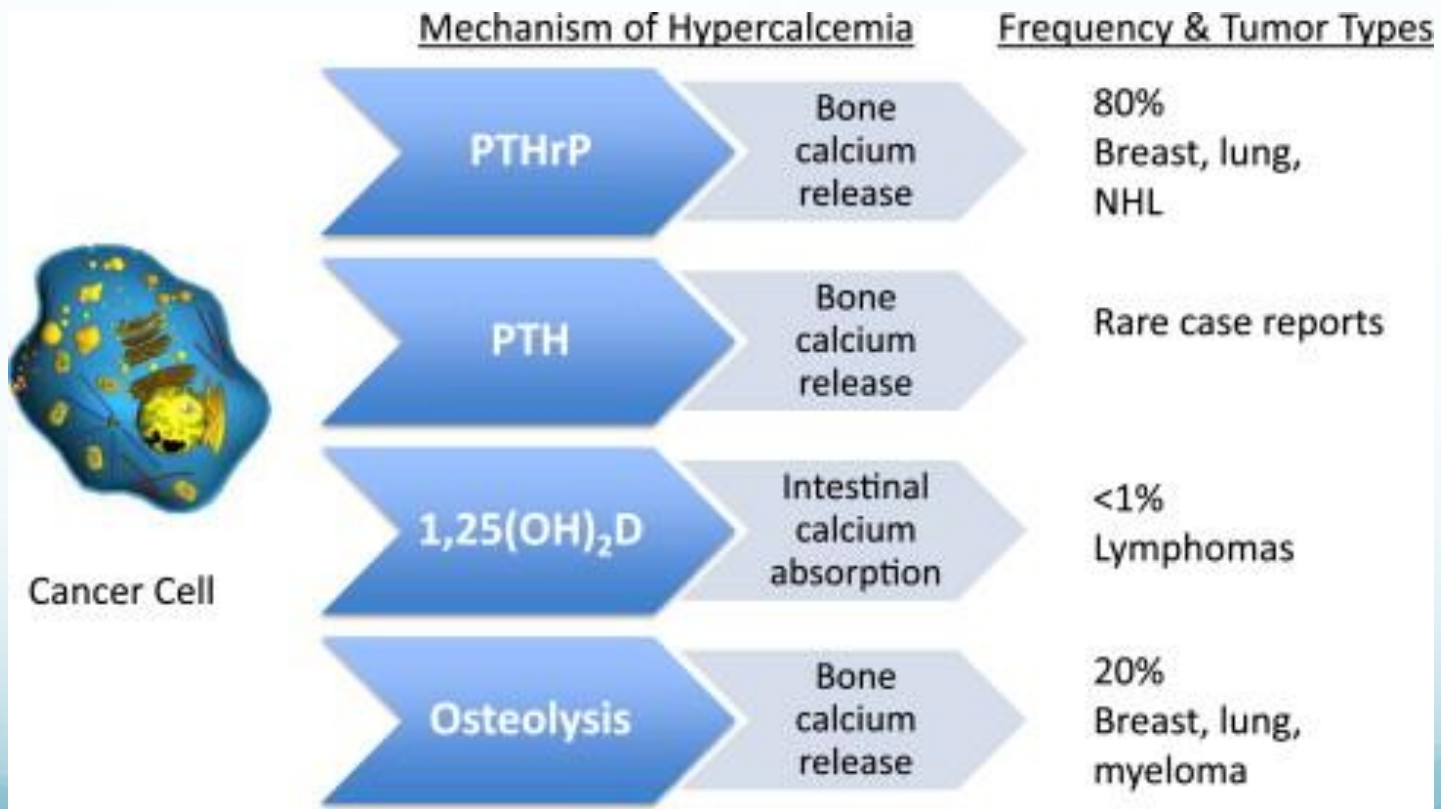 Mechanism of Hypercalcemia
Frequency & Tumor Types
PTHrP
Bone
calcium
release
80%
Breast, lung,
NHL
PTH
Bone
calcium
release
Rare case reports
1,25(OH)₂D
Intestinal
calcium
absorption
<1%
Lymphomas
Cancer Cell
Osteolysis
Bone
calcium
release
20%
Breast, lung,
myeloma